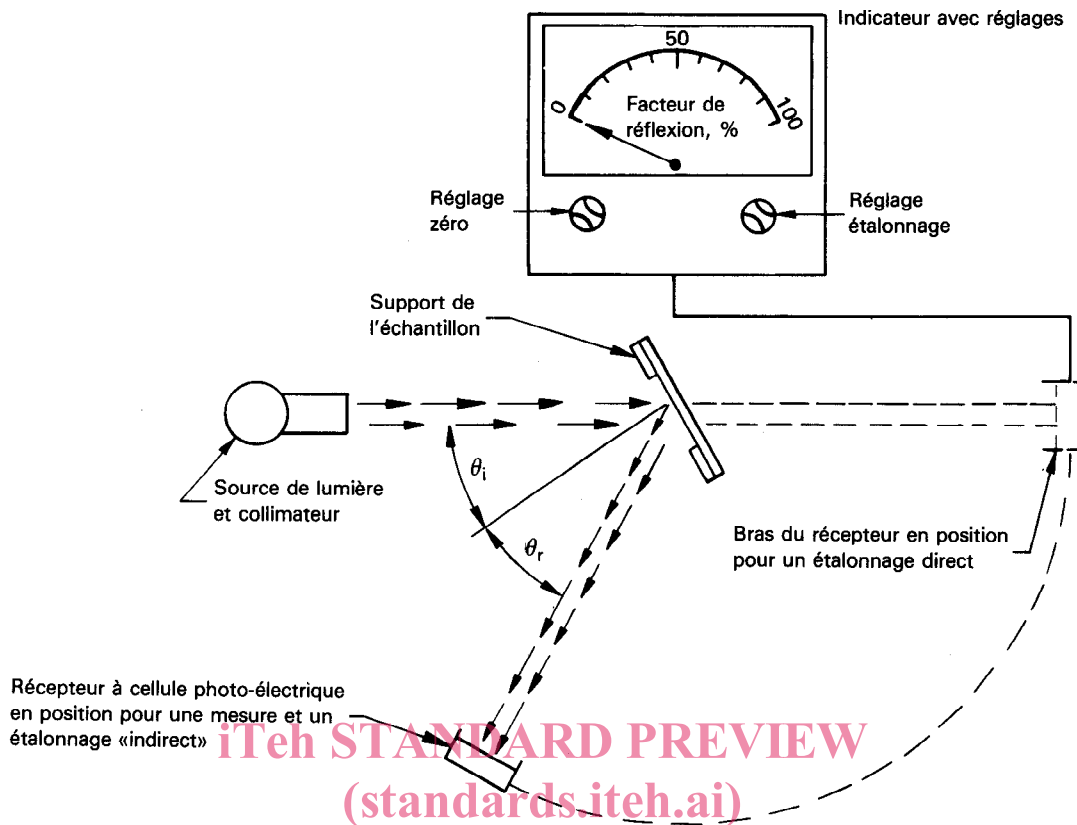 Indicateur avec réglages
50
0
100
Facteur de
réflexion, %
Réglage
zéro
Réglage
étalonnage
Support de
l'échantillon
θi
Source de lumière
et collimateur
θr
Bras du récepteur en position
pour un étalonnage direct
Récepteur à cellule photo-électrique
en position pour une mesure et un
étalonnage «indirect»
iTeh STANDARD PREVIEW
(standards.iteh.ai)